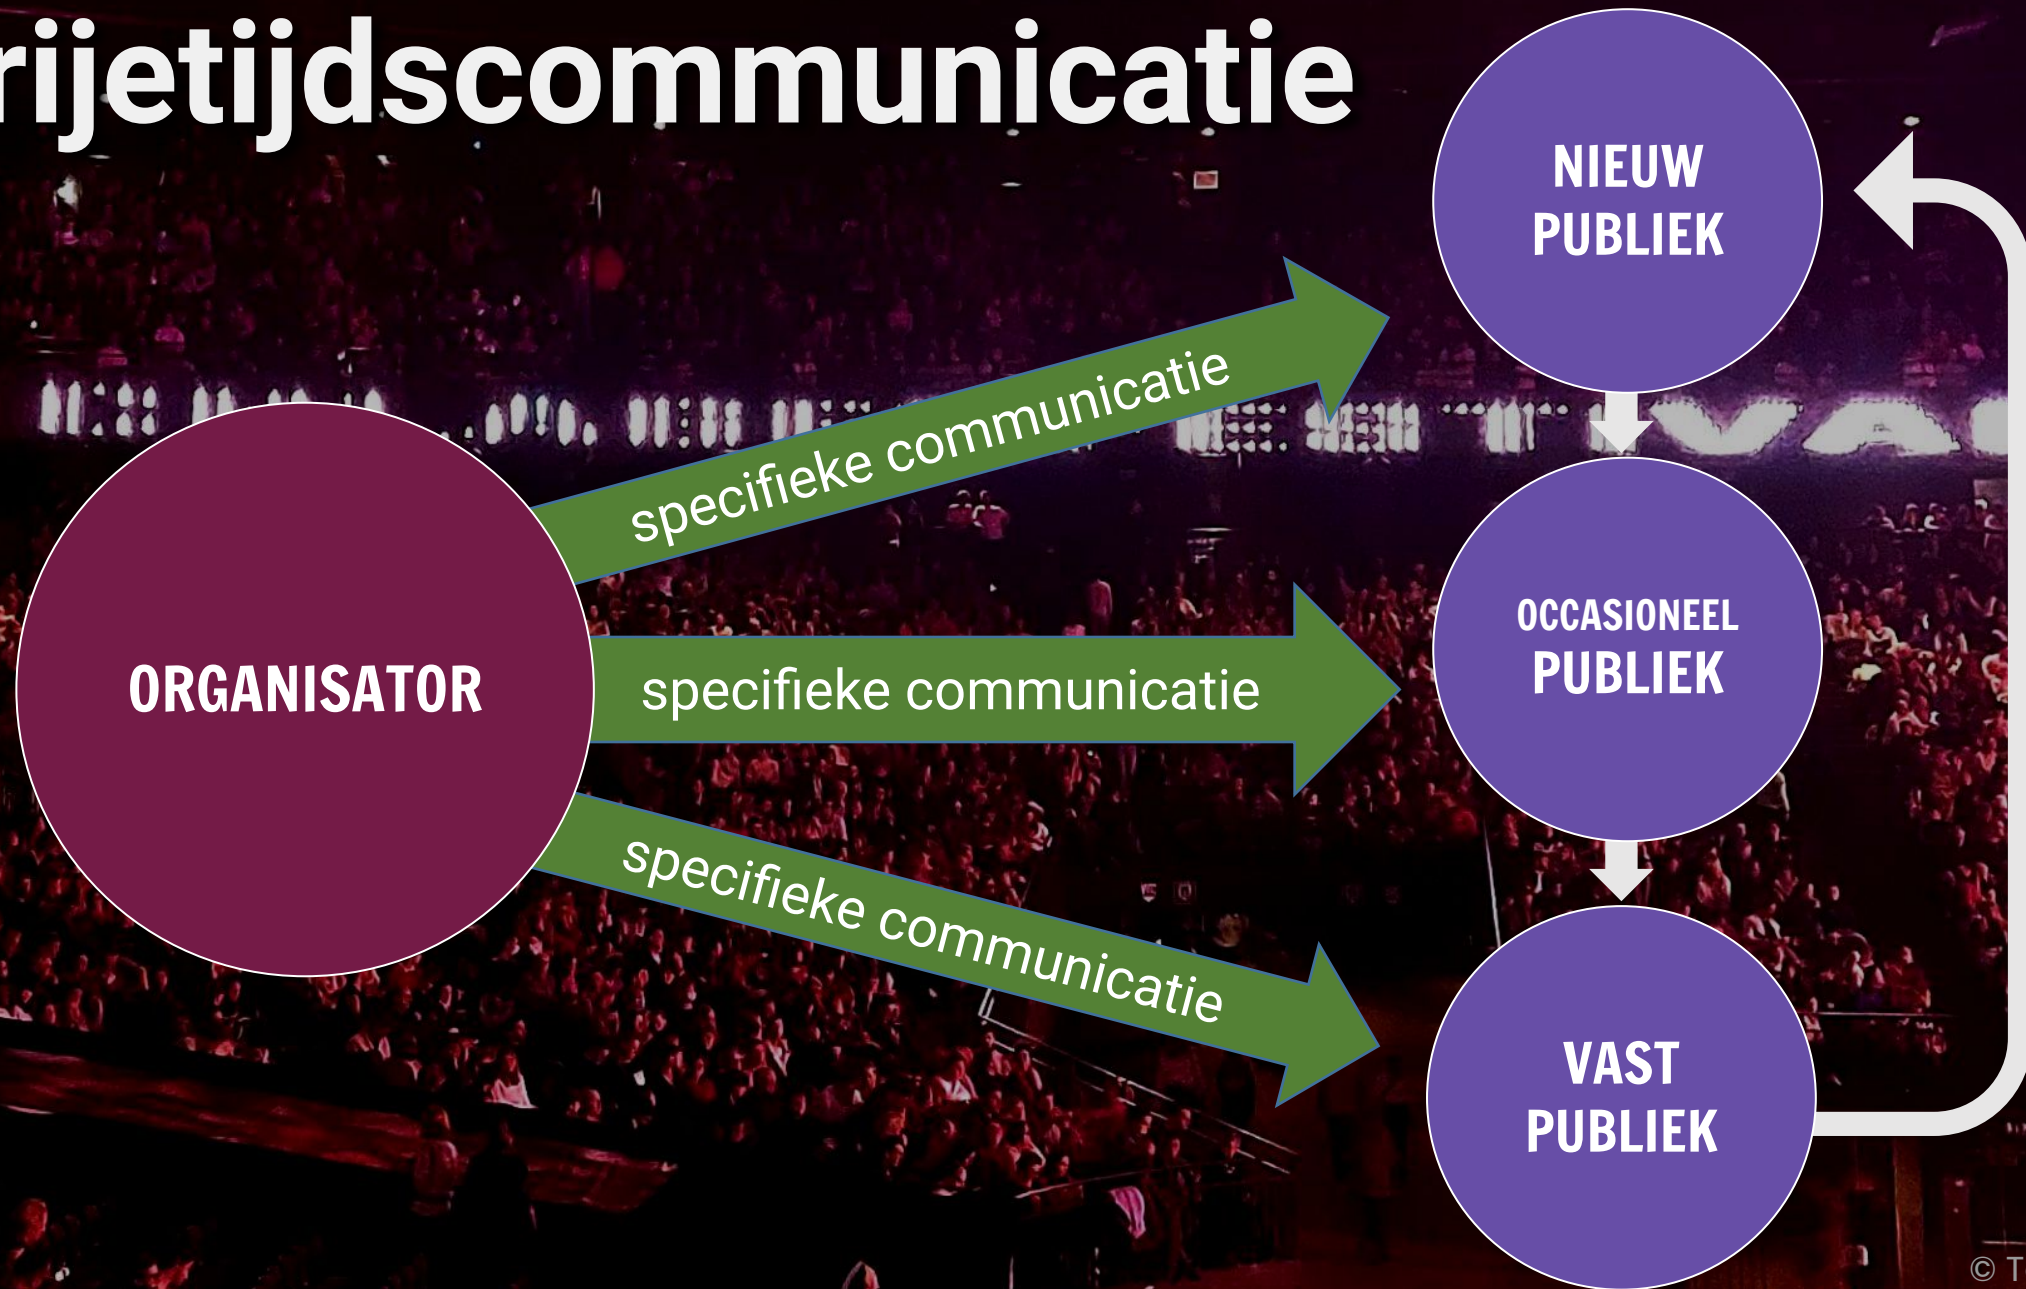 rijetijdscommunicatie
NIEUW
PUBLIEK
specifieke communicatie
OCCASIONEEL
PUBLIEK
ORGANISATOR
specifieke communicatie
specifieke communicatie
VAST
PUBLIEK
© T